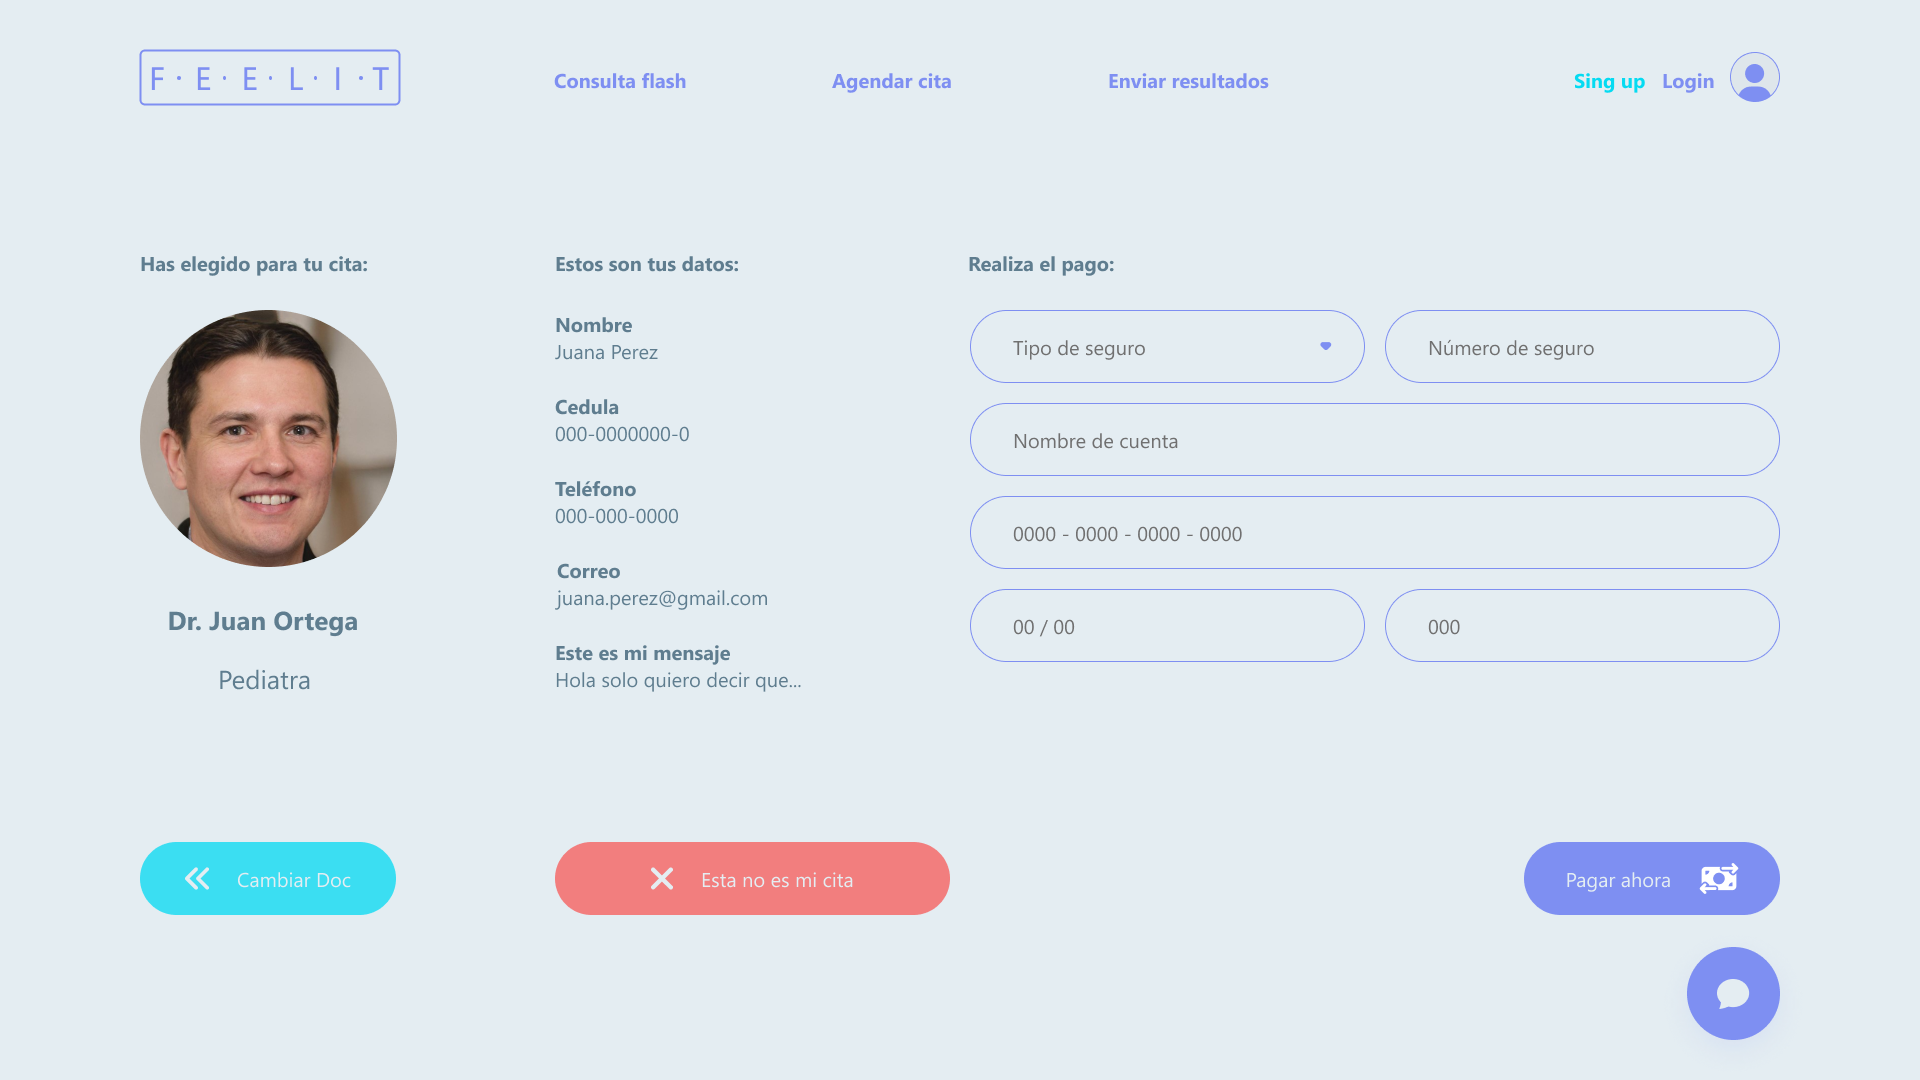 F·E·E·L·I·T
Consulta flash
Agendar cita
Enviar resultados
Sing up
Login
Has elegido para tu cita:
Dr. Juan Ortega
Pediatra
Estos son tus datos:
Nombre
Juana Perez
Cedula
000-0000000-0
Teléfono
000-000-0000
Correo
juana.perez@gmail.com
Este es mi mensaje
Hola solo quiero decir que...
Realiza el pago:
Tipo de seguro
Número de seguro
Nombre de cuenta
0000 - 0000 - 0000 - 0000
00 / 00
000
Cambiar Doc
Esta no es mi cita
Pagar ahora